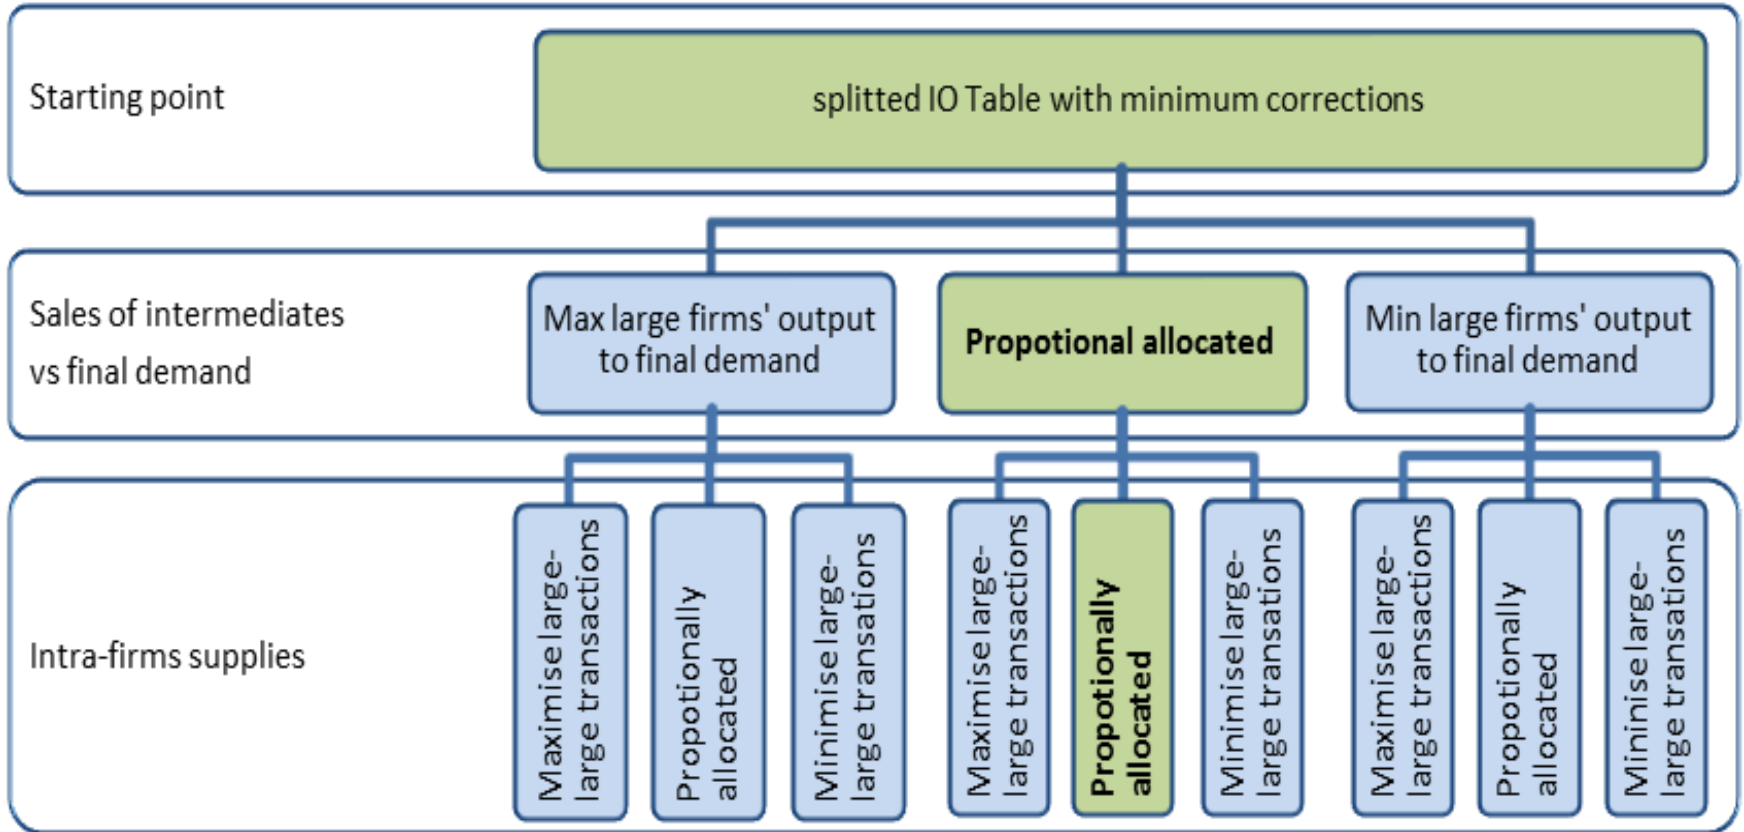 Starting point
splitted IO Table with minimum corrections
Sales of intermediates
vs final demand
Max large firms' output
to final demand
Propotional allocated
Min large firms' output
to final demand
Intra-firms supplies
Maximise large-
large transactions
Propotionally
allocated
Minimise large-
large transations
Maximise large-
large transactions
Propotionally
allocated
Minimise large-
large transations
Maximise large-
large transactions
Propotionally
allocated
Mininise large-
large transations